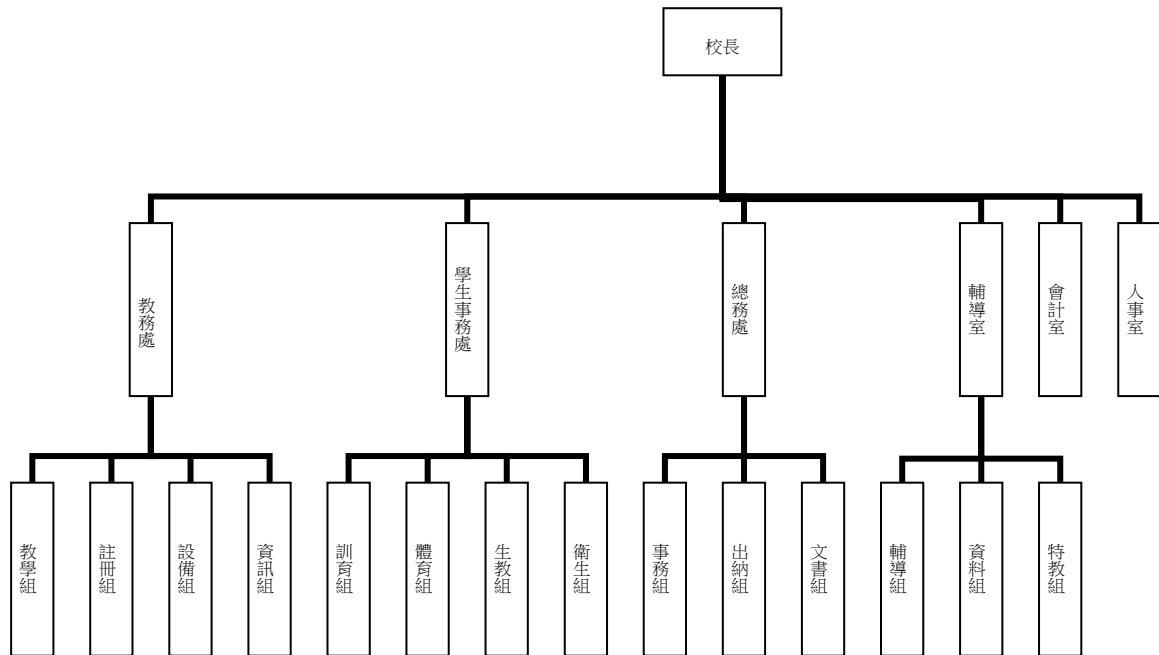 校長
教務處
學生事務處
總務處
輔導室
會計室
人事室
教學組
註冊組
設備組
資訊組
訓育組
體育組
生教組
衛生組
事務組
出納組
文書組
輔導組
資料組
特教組